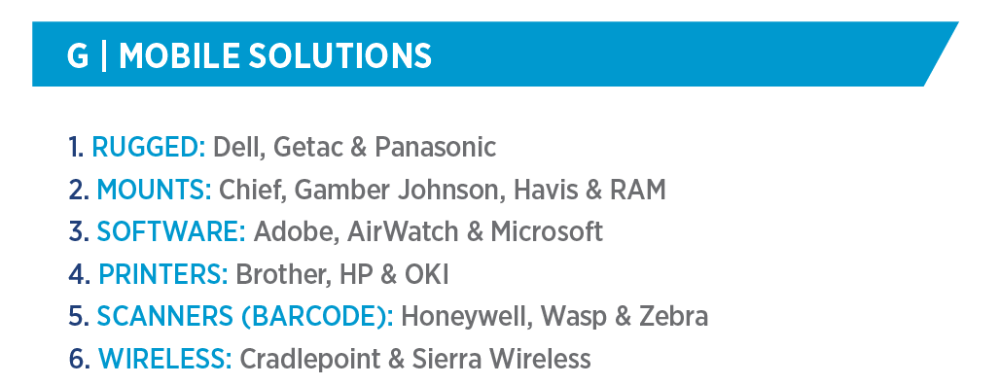 G | MOBILE SOLUTIONS
1. RUGGED: Dell, Getac & Panasonic
2. MOUNTS: Chief, Gamber Johnson, Havis & RAM
3. SOFTWARE: Adobe, AirWatch & Microsoft
4. PRINTERS: Brother, HP & OKI
5. SCANNERS (BARCODE): Honeywell, Wasp & Zebra
6. WIRELESS: Cradlepoint & Sierra Wireless